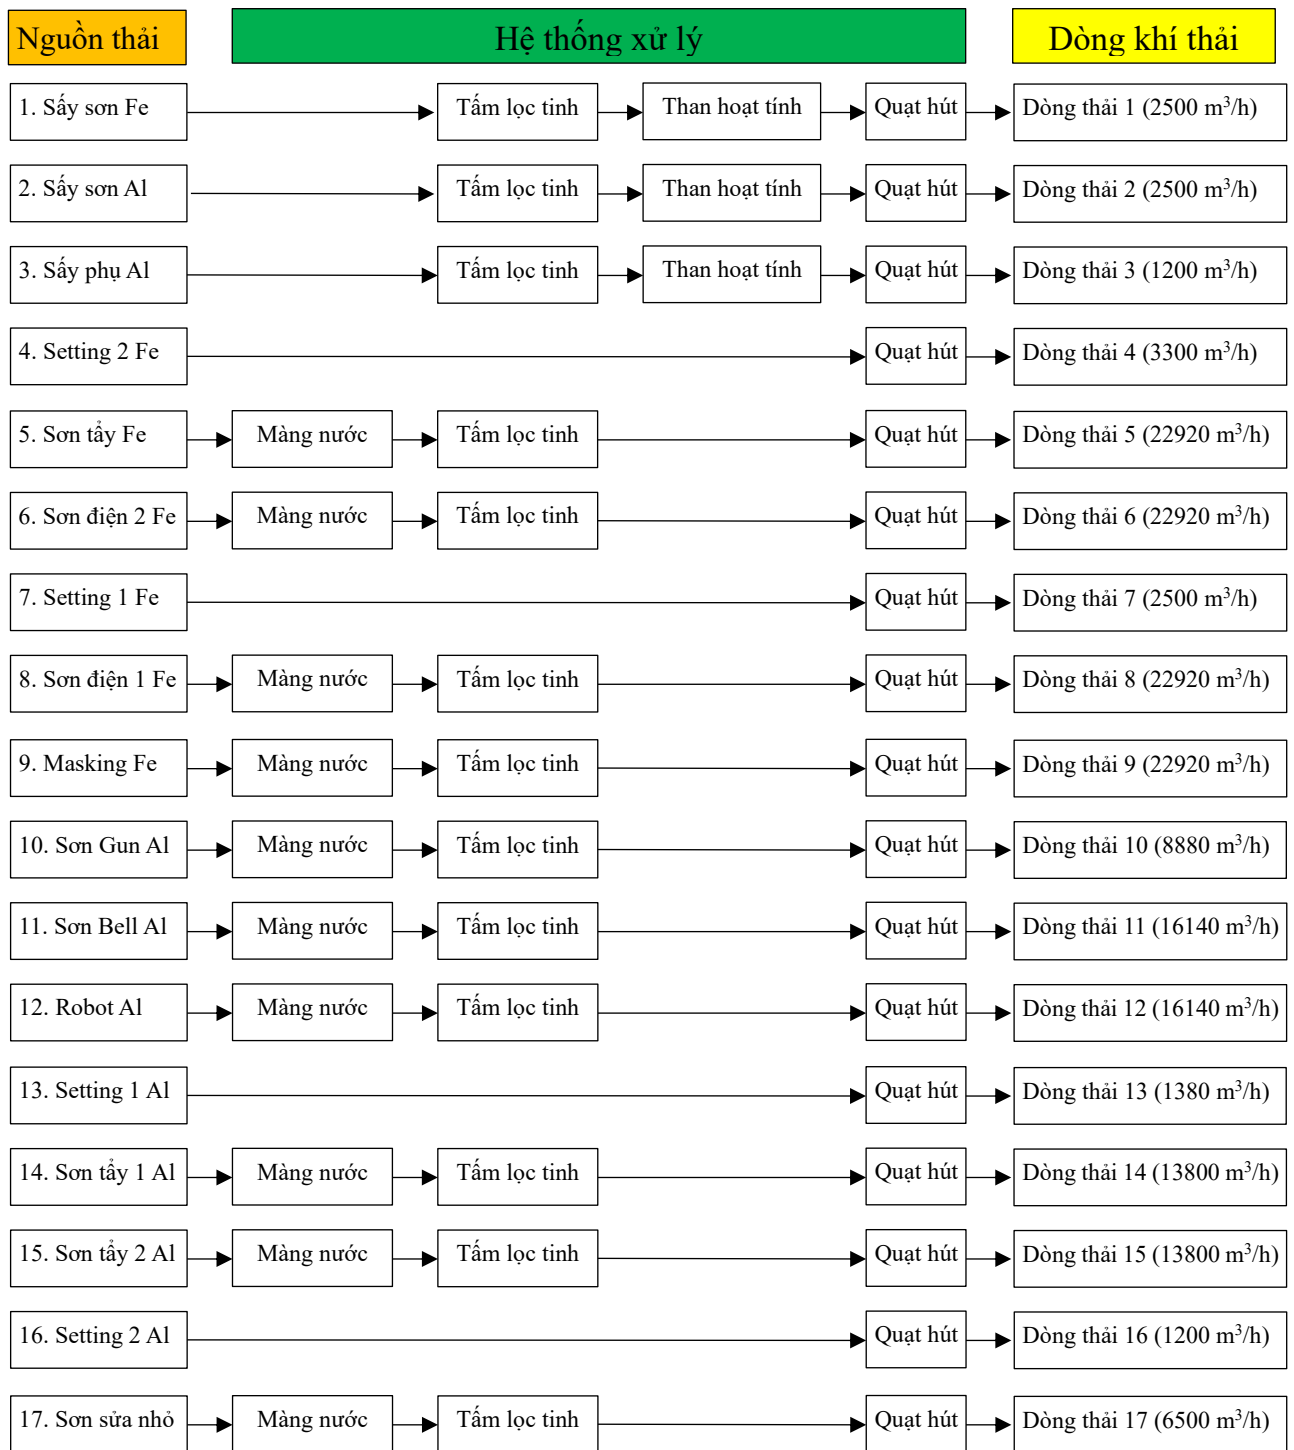 Nguồn thải Hệ thống xử lý Dòng khí thải
1. Sấy sơn Fe Tấm lọc tinh Than hoạt tính Quạt hút Dòng thải 1 (2500 m³/h)
2. Sấy sơn Al Tấm lọc tinh Than hoạt tính Quạt hút Dòng thải 2 (2500 m³/h)
3. Sấy phụ Al Tấm lọc tinh Than hoạt tính Quạt hút Dòng thải 3 (1200 m³/h)
4. Setting 2 Fe Quạt hút Dòng thải 4 (3300 m³/h)
5. Sơn tẩy Fe Màng nước Tấm lọc tinh Quạt hút Dòng thải 5 (22920 m³/h)
6. Sơn điện 2 Fe Màng nước Tấm lọc tinh Quạt hút Dòng thải 6 (22920 m³/h)
7. Setting 1 Fe Quạt hút Dòng thải 7 (2500 m³/h)
8. Sơn điện 1 Fe Màng nước Tấm lọc tinh Quạt hút Dòng thải 8 (22920 m³/h)
9. Masking Fe Màng nước Tấm lọc tinh Quạt hút Dòng thải 9 (22920 m³/h)
10. Sơn Gun Al Màng nước Tấm lọc tinh Quạt hút Dòng thải 10 (8880 m³/h)
11. Sơn Bell Al Màng nước Tấm lọc tinh Quạt hút Dòng thải 11 (16140 m³/h)
12. Robot Al Màng nước Tấm lọc tinh Quạt hút Dòng thải 12 (16140 m³/h)
13. Setting 1 Al Quạt hút Dòng thải 13 (1380 m³/h)
14. Sơn tẩy 1 Al Màng nước Tấm lọc tinh Quạt hút Dòng thải 14 (13800 m³/h)
15. Sơn tẩy 2 Al Màng nước Tấm lọc tinh Quạt hút Dòng thải 15 (13800 m³/h)
16. Setting 2 Al Quạt hút Dòng thải 16 (1200 m³/h)
17. Sơn sửa nhỏ Màng nước Tấm lọc tinh Quạt hút Dòng thải 17 (6500 m³/h)